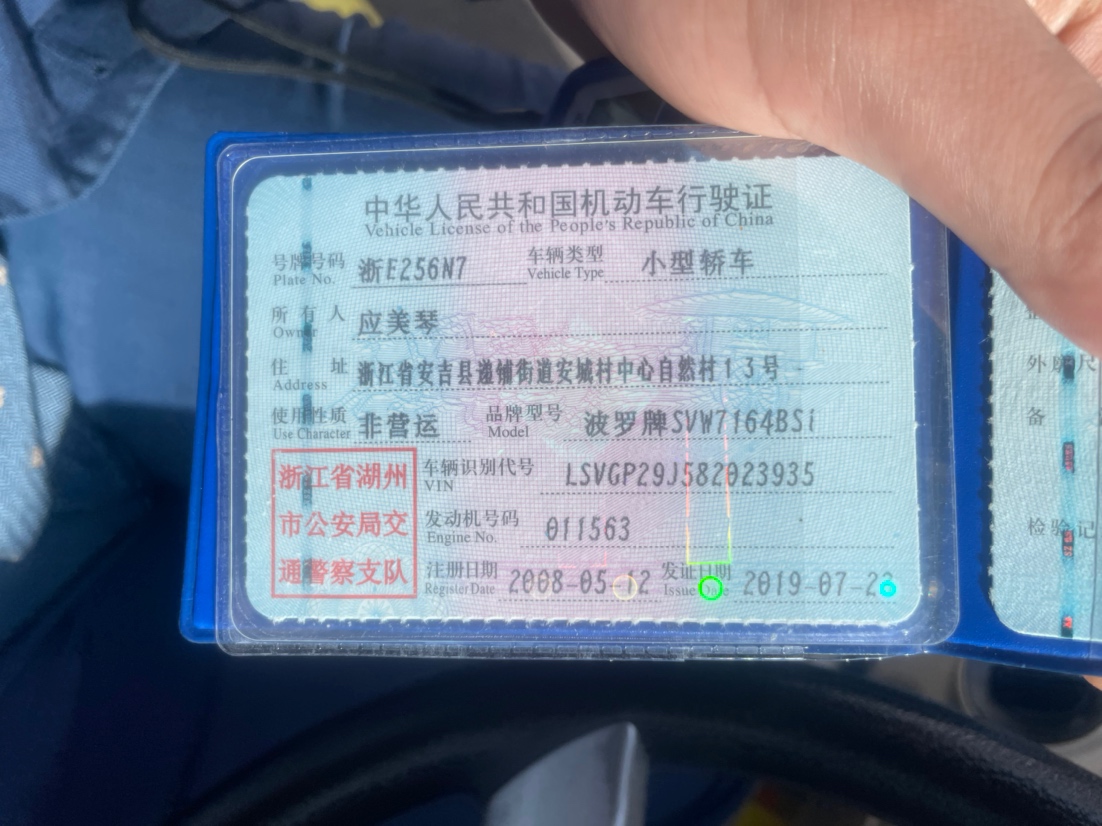 中华人民共和国机动车行驶证
Vehicle License of the People's Republic of China
号牌号码 浙E256N7 车辆类型 小型轿车
Plate No. Vehicle Type
所有人 应美琴
Owner
住址 浙江省安吉县递铺街道安城村中心自然村13号
Address
使用性质 非营运 品牌型号 波罗牌SVW7164BSi
Use Character Model
浙江省湖州
市公安局交
通警察支队
车辆识别代号 LSVGP29J582023935
VIN
发动机号码 011563
Engine No.
注册日期 2008-05-12 发证日期 2019-07-23
Register Date Issue Date
外廓尺
备
检验记